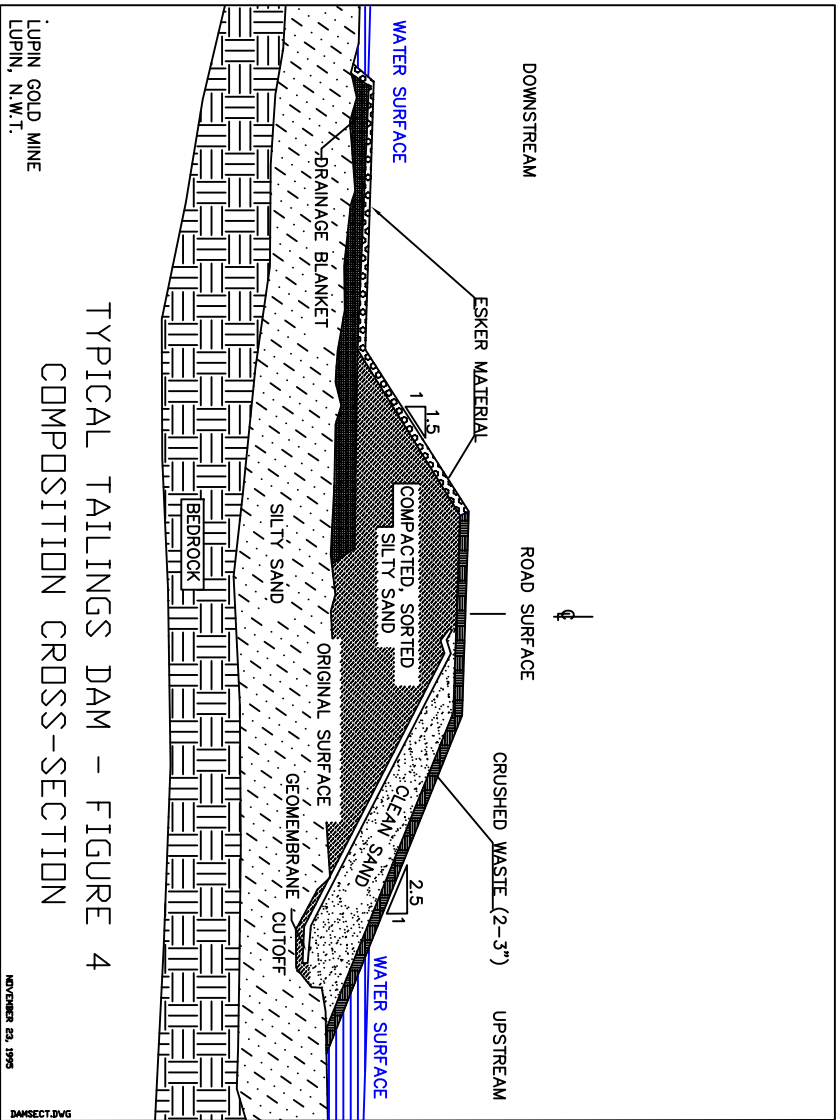 DOWNSTREAM
ROAD SURFACE
UPSTREAM
WATER SURFACE
ESKER MATERIAL
CRUSHED WASTE (2-3")
1.5
1
2.5
1
COMPACTED, SORTED
SILTY SAND
CLEAN SAND
WATER SURFACE
DRAINAGE BLANKET
ORIGINAL SURFACE
GEOMEMBRANE
CUTOFF
SILTY SAND
BEDROCK
TYPICAL TAILINGS DAM - FIGURE 4
COMPOSITION CROSS-SECTION
LUPIN GOLD MINE
LUPIN, N.W.T.
NOVEMBER 23, 1995
DAMSECT.DWG